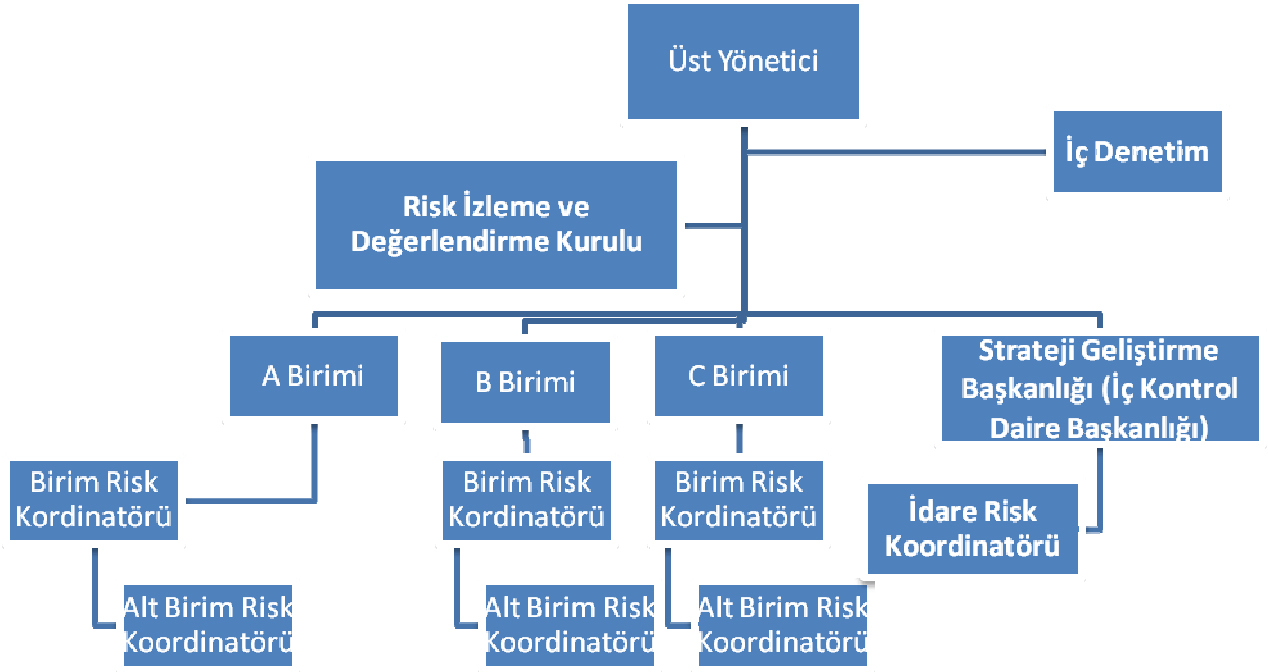 Üst Yönetici
İç Denetim
Risk İzleme ve
Değerlendirme Kurulu
A Birimi
B Birimi
C Birimi
Strateji Geliştirme
Başkanlığı (İç Kontrol
Daire Başkanlığı)
Birim Risk
Kordinatörü
Birim Risk
Kordinatörü
Birim Risk
Kordinatörü
İdare Risk
Koordinatörü
Alt Birim Risk
Koordinatörü
Alt Birim Risk
Koordinatörü
Alt Birim Risk
Koordinatörü